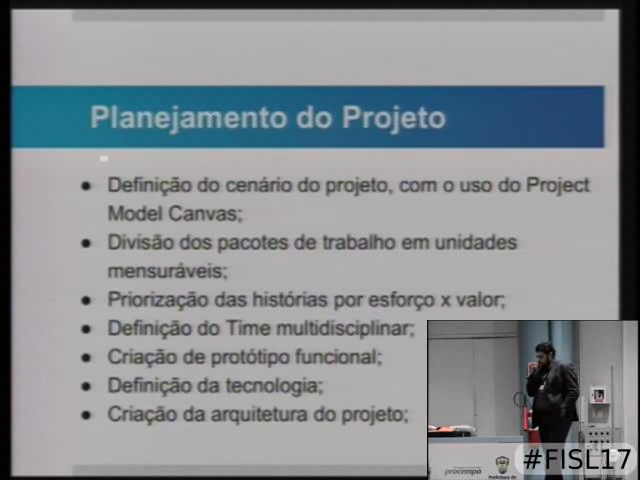 Planejamento do Projeto
● Definição do cenário do projeto, com o uso do Project
Model Canvas;
● Divisão dos pacotes de trabalho em unidades
mensuráveis;
● Priorização das histórias por esforço x valor;
● Definição do Time multidisciplinar;
● Criação de protótipo funcional;
● Definição da tecnologia;
● Criação da arquitetura do projeto;
procempa
Prefeitura de
#FISL17